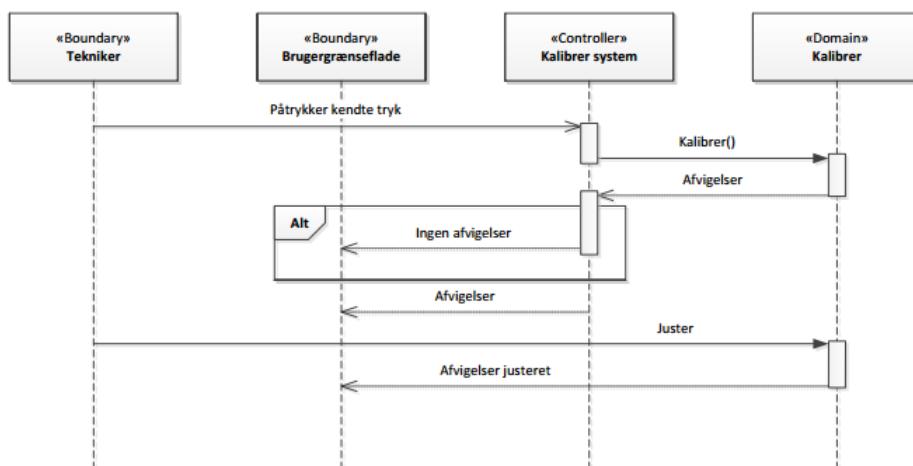 «Boundary»
Tekniker
«Boundary»
Brugergrænseflade
«Controller»
Kalibrer system
«Domain»
Kalibrer
Påtrykker kendte tryk
Kalibrer()
Afvigelser
Alt
Ingen afvigelser
Afvigelser
Juster
Afvigelser justeret